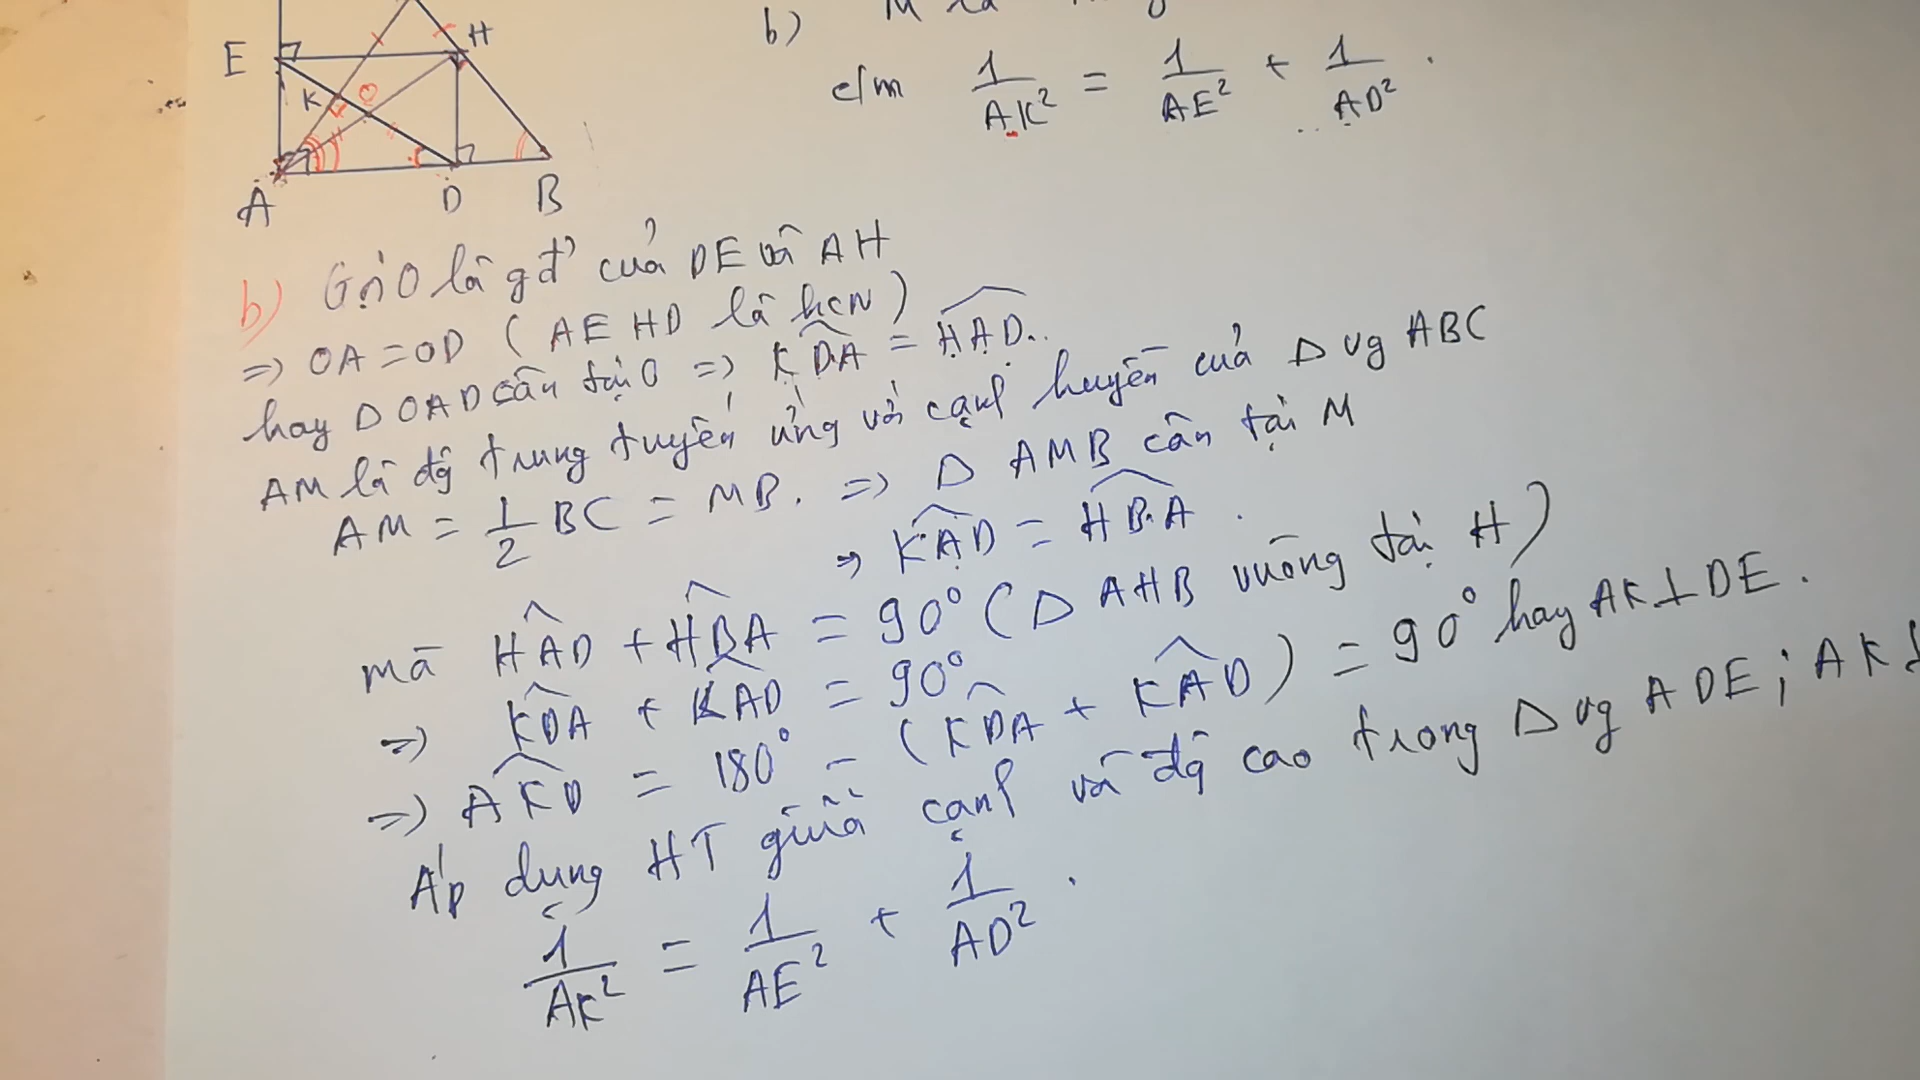 E
H
K
O
A
D
B
b) M là
c/m 1/AK² = 1/AE² + 1/AD².
b) Gọi O là gđ của DE và AH
=> OA = OD (AEHD là hcn)
hay Δ OAD cân tại O => KDA = HAD.
AM là đg trung tuyến ứng với cạnh huyền của Δ vg ABC
AM = 1/2 BC = MB. => Δ AMB cân tại M
=> KAD = HBA.
mà HAD + HBA = 90° (Δ AHB vuông tại H)
=> KDA + KAD = 90°
=> AKD = 180° - (KDA + KAD) = 90° hay AK⊥DE.
Áp dụng HT giữa cạnh và đg cao trong Δ vg ADE; AK⊥
1/AK² = 1/AE² + 1/AD².